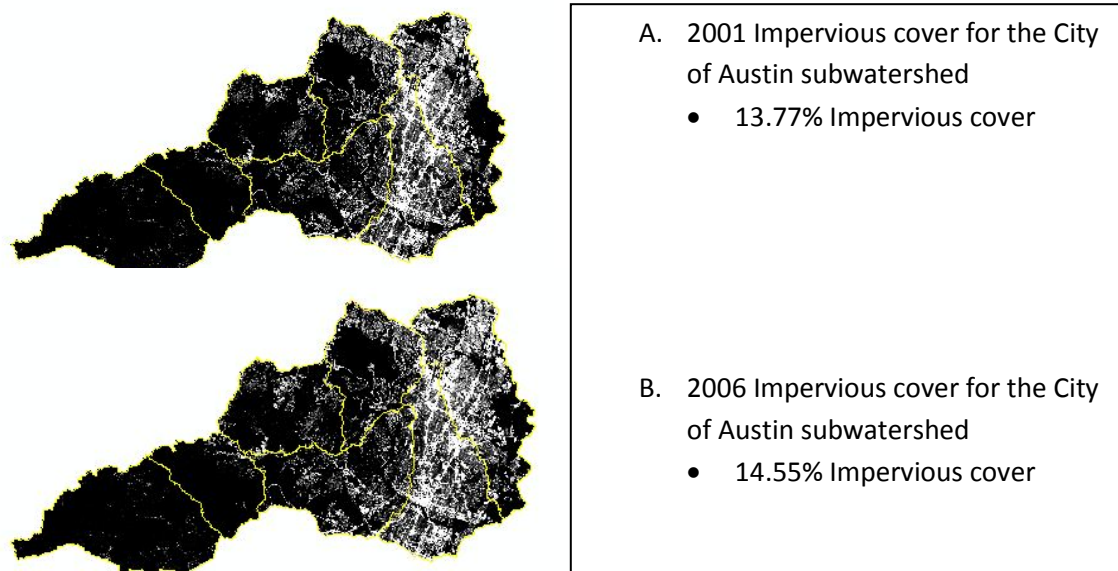 A. 2001 Impervious cover for the City
of Austin subwatershed
• 13.77% Impervious cover
B. 2006 Impervious cover for the City
of Austin subwatershed
• 14.55% Impervious cover